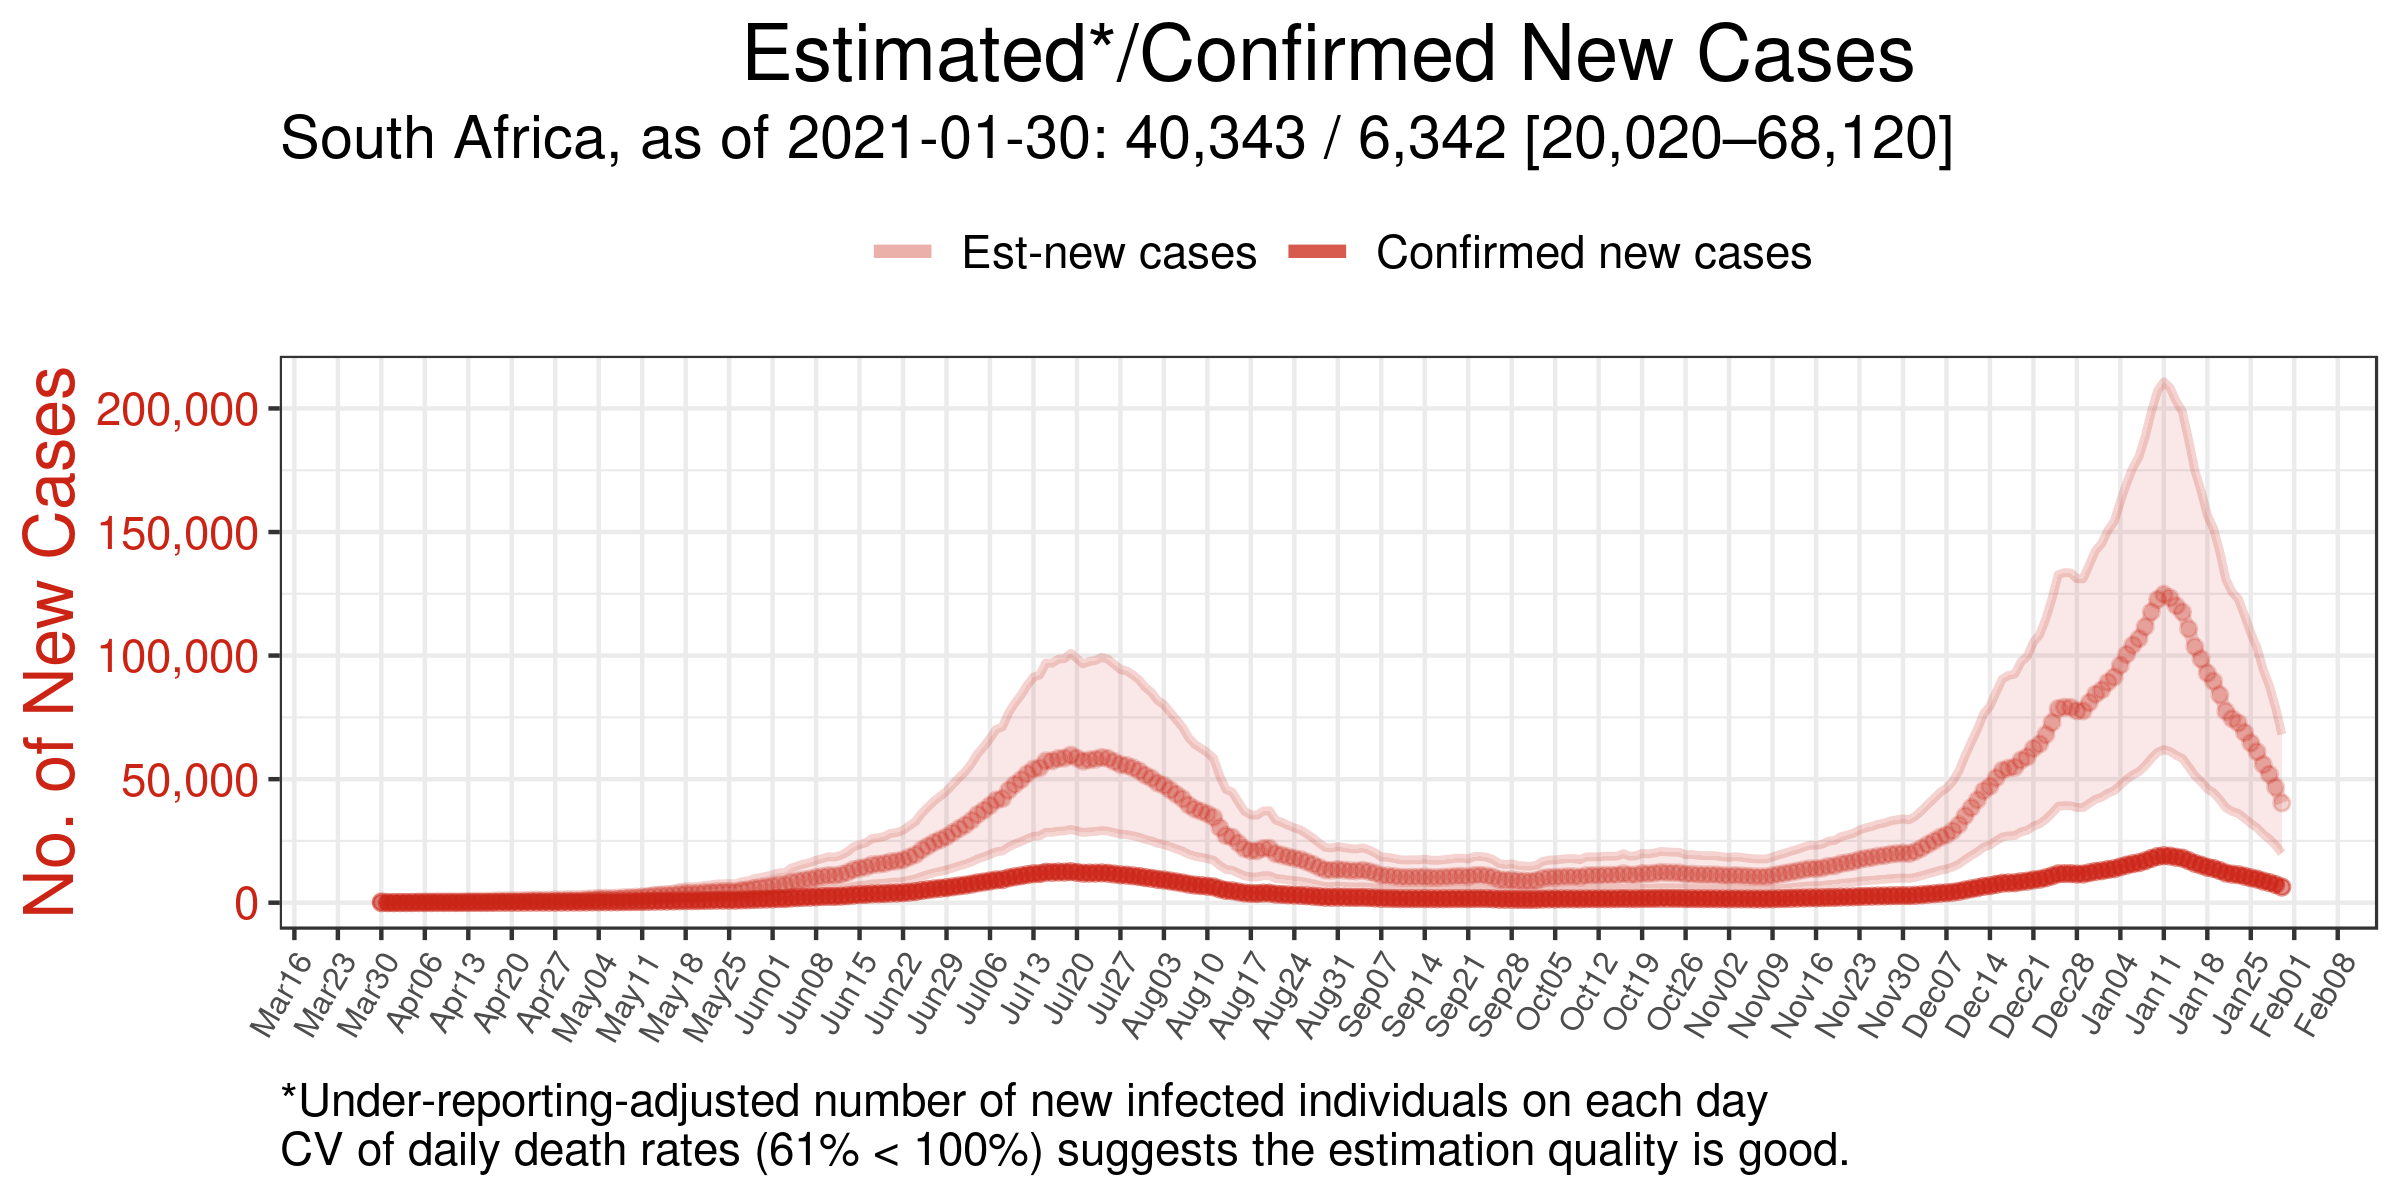 Estimated*/Confirmed New Cases
South Africa, as of 2021-01-30: 40,343 / 6,342 [20,020–68,120]
Est-new cases Confirmed new cases
No. of New Cases
200,000
150,000
100,000
50,000
0
Mar16 Mar23 Mar30 Apr06 Apr13 Apr20 Apr27 May04 May11 May18 May25 Jun01 Jun08 Jun15 Jun22 Jun29 Jul06 Jul13 Jul20 Jul27 Aug03 Aug10 Aug17 Aug24 Aug31 Sep07 Sep14 Sep21 Sep28 Oct05 Oct12 Oct19 Oct26 Nov02 Nov09 Nov16 Nov23 Nov30 Dec07 Dec14 Dec21 Dec28 Jan04 Jan11 Jan18 Jan25 Feb01 Feb08
*Under-reporting-adjusted number of new infected individuals on each day
CV of daily death rates (61% < 100%) suggests the estimation quality is good.